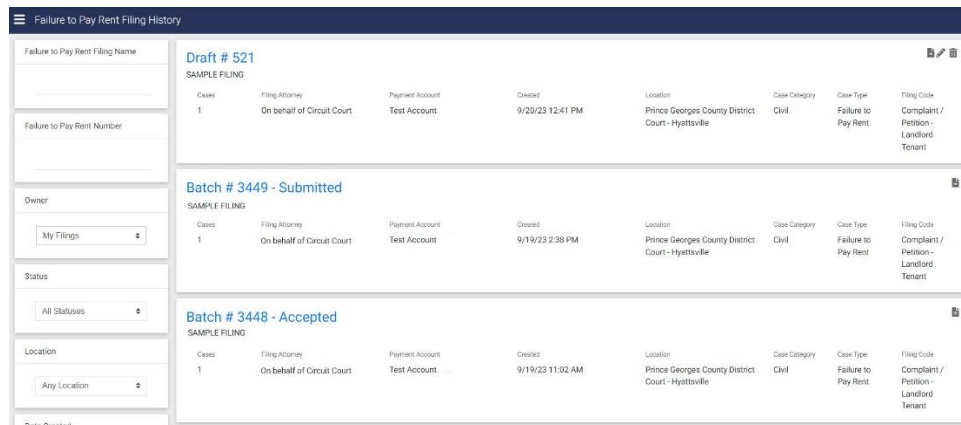 Failure to Pay Rent Filing History
Failure to Pay Rent Filing Name
Failure to Pay Rent Number
Owner
My Filings
Status
All Statuses
Location
Any Location
Date Created
Draft # 521
SAMPLE FILING
Cases Filing Attorney Payment Account Created Location Case Category Case Type Filing Code
1 On behalf of Circuit Court Test Account 9/20/23 12:41 PM Prince Georges County District Civil Failure to Complaint /
Court - Hyattsville Pay Rent Petition -
Landlord
Tenant
Batch # 3449 - Submitted
SAMPLE FILING
Cases Filing Attorney Payment Account Created Location Case Category Case Type Filing Code
1 On behalf of Circuit Court Test Account 9/19/23 2:38 PM Prince Georges County District Civil Failure to Complaint /
Court - Hyattsville Pay Rent Petition -
Landlord
Tenant
Batch # 3448 - Accepted
SAMPLE FILING
Cases Filing Attorney Payment Account Created Location Case Category Case Type Filing Code
1 On behalf of Circuit Court Test Account 9/19/23 11:02 AM Prince Georges County District Civil Failure to Complaint /
Court - Hyattsville Pay Rent Petition -
Landlord
Tenant